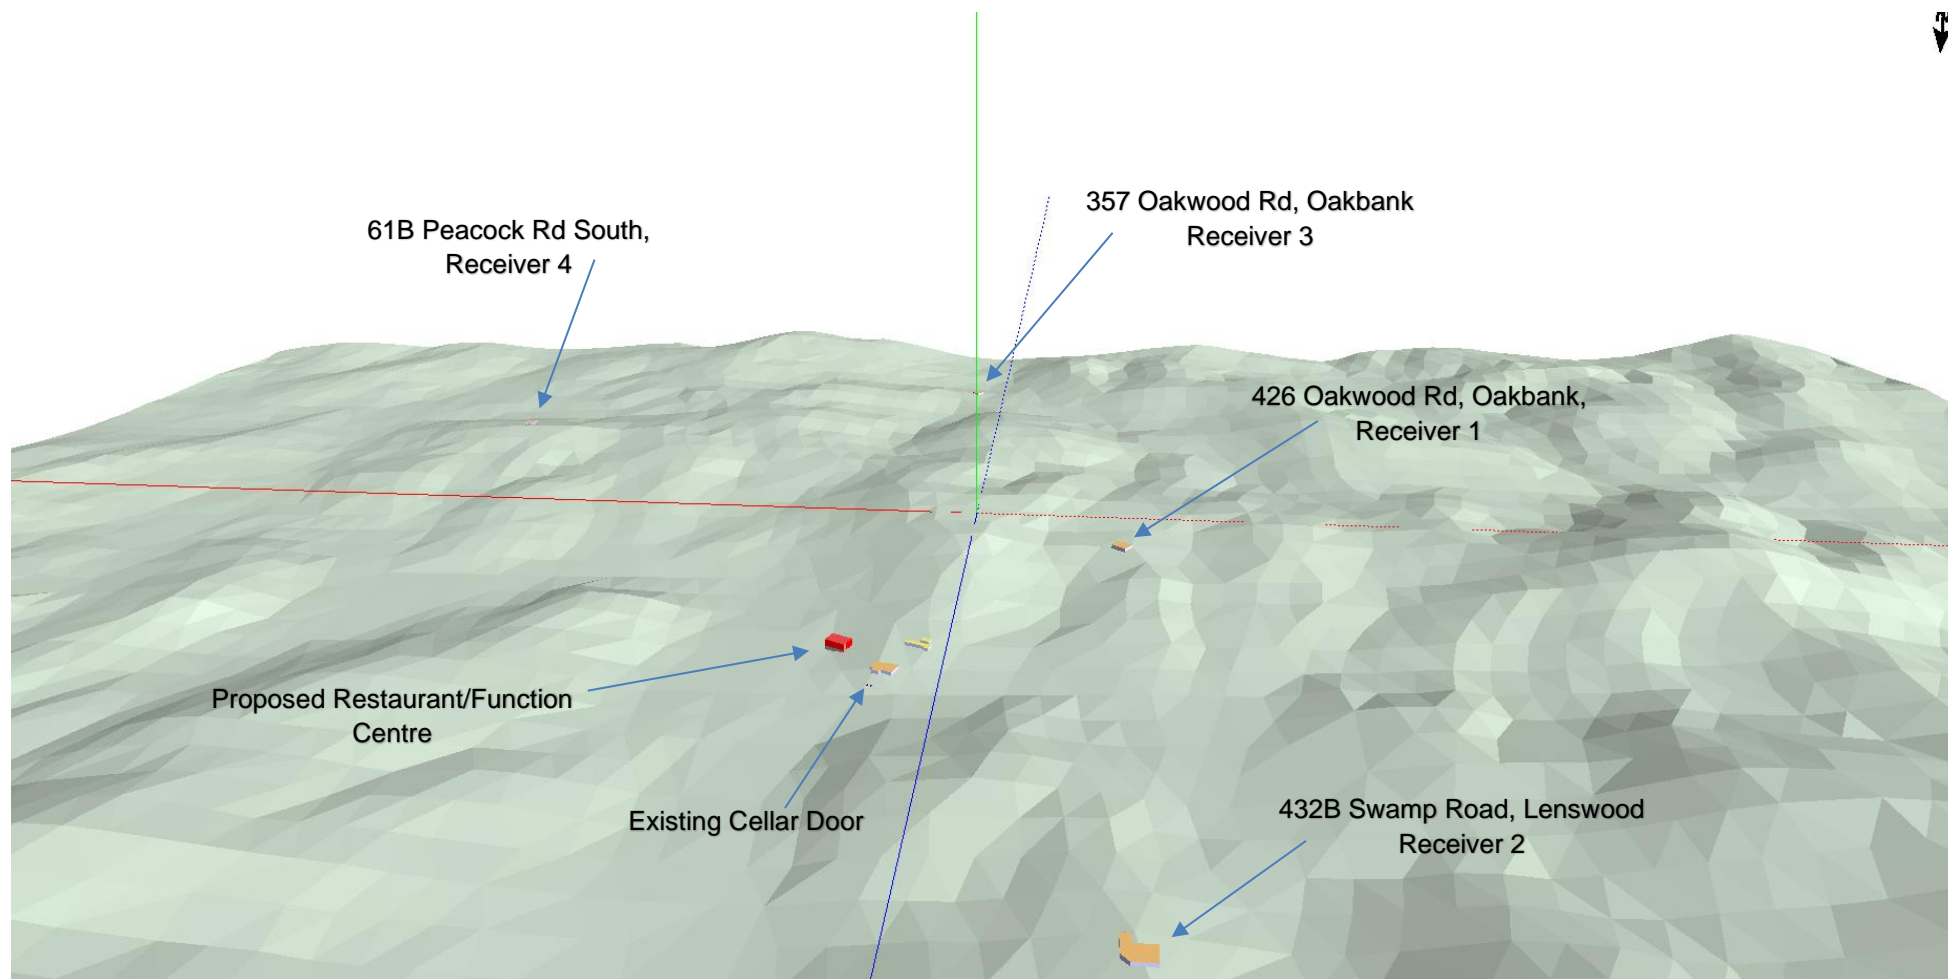 357 Oakwood Rd, Oakbank
Receiver 3
61B Peacock Rd South,
Receiver 4
426 Oakwood Rd, Oakbank,
Receiver 1
Proposed Restaurant/Function
Centre
Existing Cellar Door
432B Swamp Road, Lenswood
Receiver 2